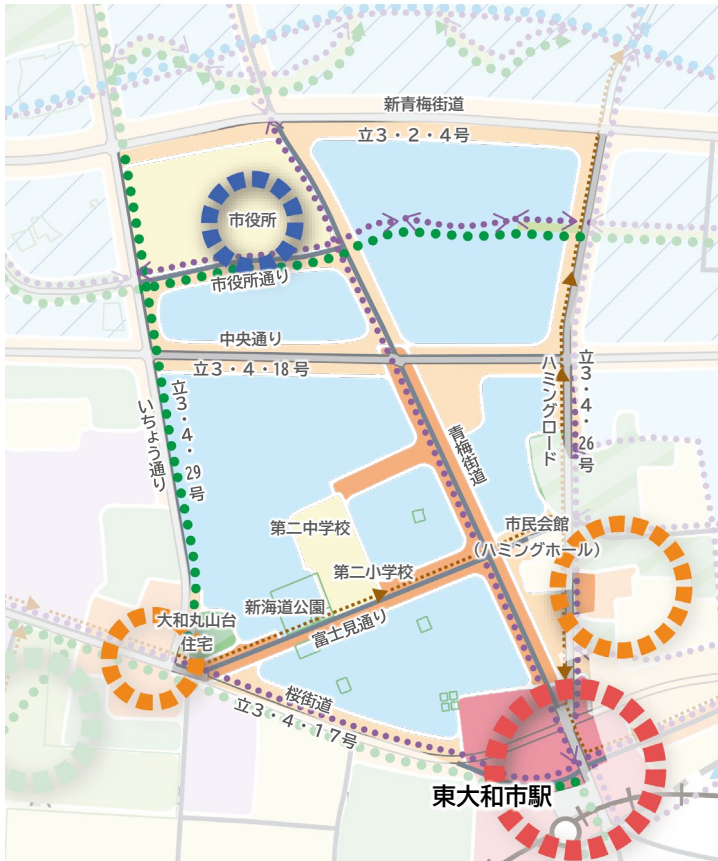 新青梅街道
立3・2・4号
市役所
市役所通り
中央通り
立3・4・18号
いちょう通り
立3・4・29号
ハミングロード
立3・4・26号
青梅街道
第二中学校
市民会館
(ハミングホール)
第二小学校
新海道公園
大和丸山台
住宅
富士見通り
桜街道
立3・4・17号
東大和市駅